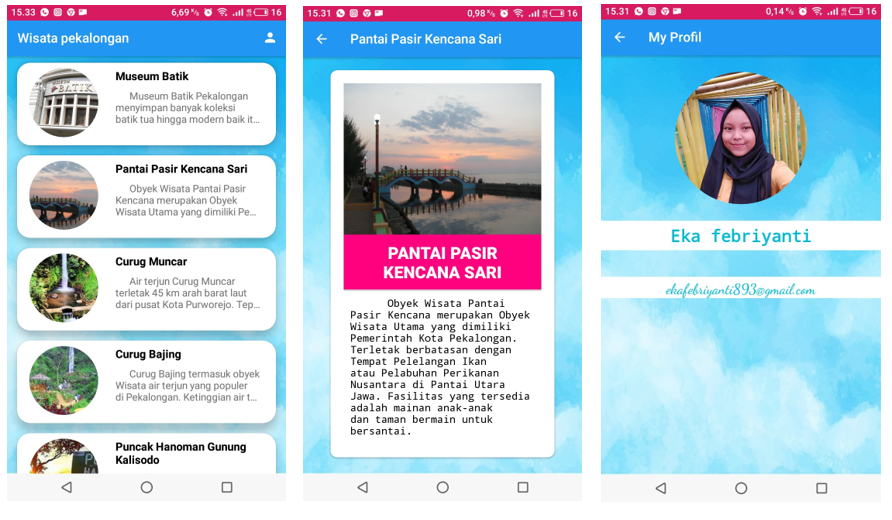 15.33
6,69 K/s
16
Wisata pekalongan
Museum Batik
Museum Batik Pekalongan
menyimpan banyak koleksi
batik tua hingga modern baik it...
Pantai Pasir Kencana Sari
Obyek Wisata Pantai Pasir
Kencana merupakan Obyek
Wisata Utama yang dimiliki Pe...
Curug Muncar
Air terjun Curug Muncar
terletak 45 km arah barat laut
dari pusat Kota Purworejo. Tep...
Curug Bajing
Curug Bajing termasuk obyek
Wisata air terjun yang populer
di Pekalongan. Ketinggian air t...
Puncak Hanoman Gunung
Kalisodo
15.31
0,98 K/s
16
Pantai Pasir Kencana Sari
PANTAI PASIR
KENCANA SARI
Obyek Wisata Pantai
Pasir Kencana merupakan Obyek
Wisata Utama yang dimiliki
Pemerintah Kota Pekalongan.
Terletak berbatasan dengan
Tempat Pelelangan Ikan
atau Pelabuhan Perikanan
Nusantara di Pantai Utara
Jawa. Fasilitas yang tersedia
adalah mainan anak-anak
dan taman bermain untuk
bersantai.
15.31
0,14 K/s
16
My Profil
Eka febriyanti
ekafebriyanti893@gmail.com